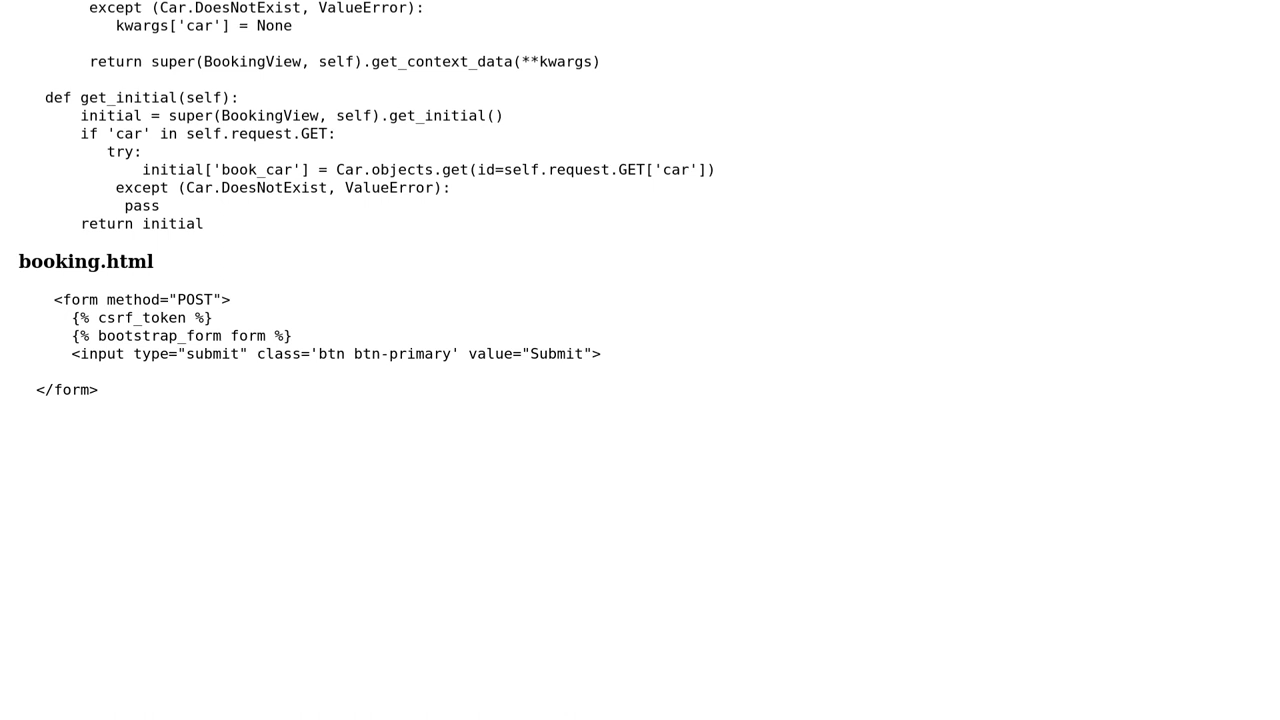 except (Car.DoesNotExist, ValueError):
kwargs['car'] = None
return super(BookingView, self).get_context_data(**kwargs)
def get_initial(self):
initial = super(BookingView, self).get_initial()
if 'car' in self.request.GET:
try:
initial['book_car'] = Car.objects.get(id=self.request.GET['car'])
except (Car.DoesNotExist, ValueError):
pass
return initial
booking.html
<form method="POST">
{% csrf_token %}
{% bootstrap_form form %}
<input type="submit" class='btn btn-primary' value="Submit">
</form>